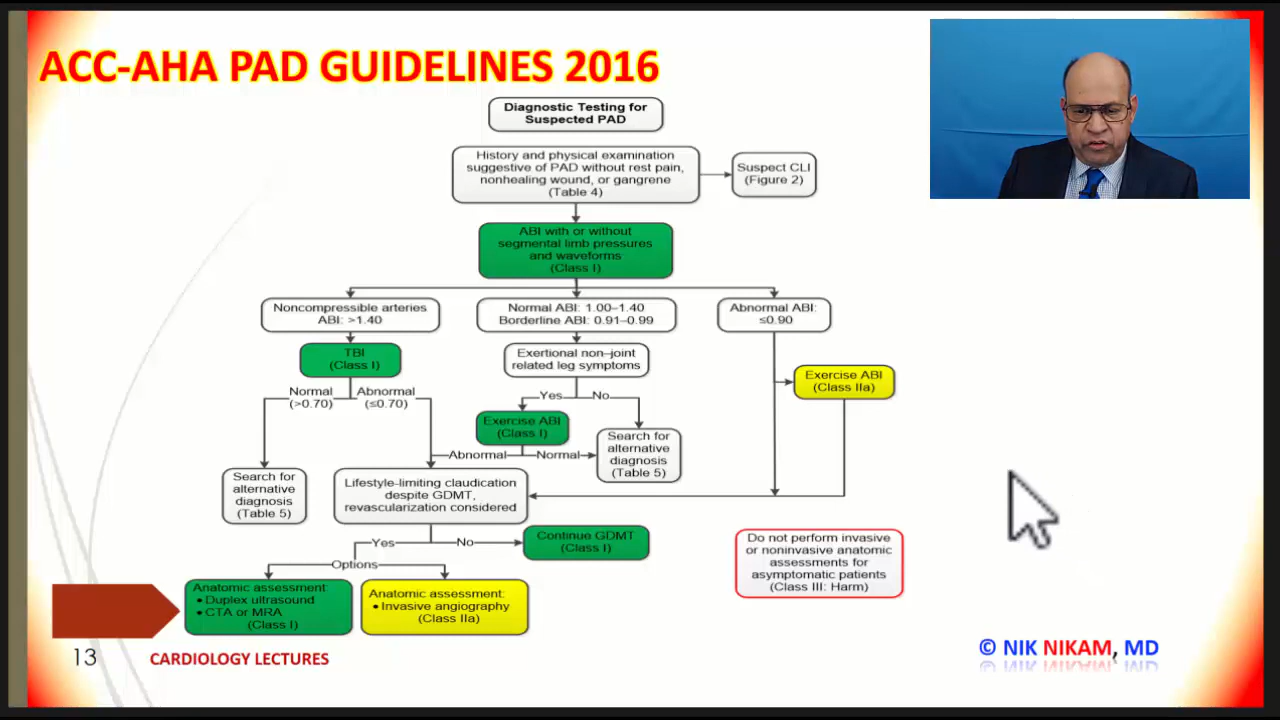 ACC-AHA PAD GUIDELINES 2016
Diagnostic Testing for
Suspected PAD
History and physical examination
suggestive of PAD without rest pain,
nonhealing wound, or gangrene
(Table 4)
Suspect CLI
(Figure 2)
ABI with or without
segmental limb pressures
and waveforms
(Class I)
Noncompressible arteries
ABI: >1.40
Normal ABI: 1.00–1.40
Borderline ABI: 0.91–0.99
Abnormal ABI:
≤0.90
TBI
(Class I)
Exertional non–joint
related leg symptoms
Exercise ABI
(Class IIa)
Normal
(>0.70)
Abnormal
(≤0.70)
Yes
No
Exercise ABI
(Class I)
Search for
alternative
diagnosis
(Table 5)
Abnormal
Normal
Search for
alternative
diagnosis
(Table 5)
Lifestyle-limiting claudication
despite GDMT,
revascularization considered
Yes
No
Continue GDMT
(Class I)
Options
Do not perform invasive
or noninvasive anatomic
assessments for
asymptomatic patients
(Class III: Harm)
Anatomic assessment:
• Duplex ultrasound
• CTA or MRA
(Class I)
Anatomic assessment:
• Invasive angiography
(Class IIa)
13
CARDIOLOGY LECTURES
© NIK NIKAM, MD